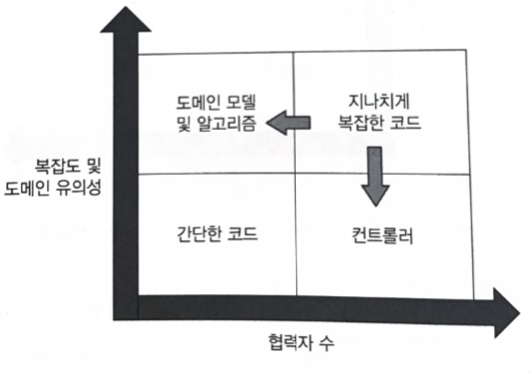 도메인 모델
및 알고리즘
지나치게
복잡한 코드
복잡도 및
도메인 유의성
간단한 코드
컨트롤러
협력자 수